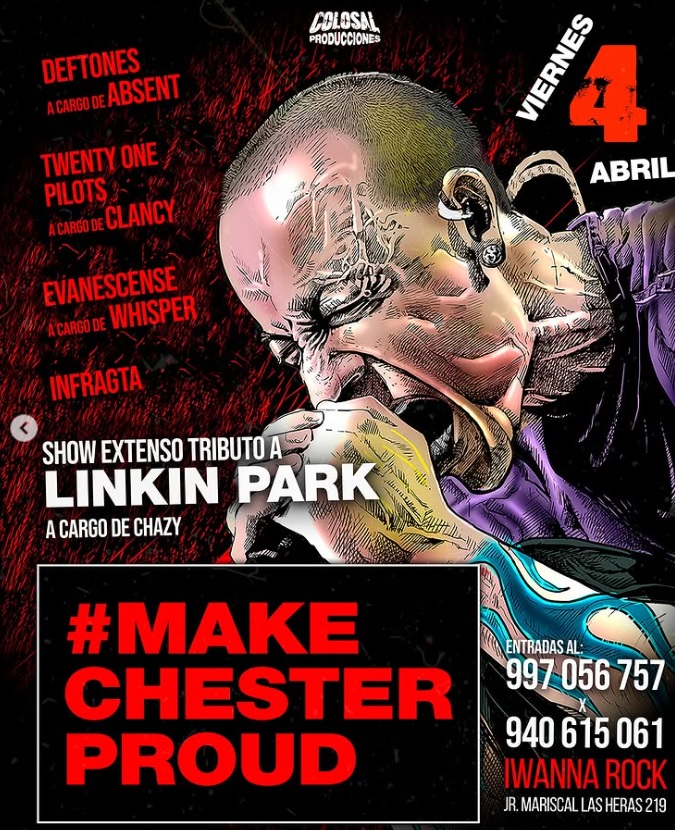 COLOSAL
PRODUCCIONES
DEFTONES
A CARGO DE ABSENT
TWENTY ONE
PILOTS
A CARGO DE CLANCY
EVANESCENSE
A CARGO DE WHISPER
INFRAGTA
VIERNES
4
ABRIL
SHOW EXTENSO TRIBUTO A
LINKIN PARK
A CARGO DE CHAZY
#MAKE
CHESTER
PROUD
ENTRADAS AL:
997 056 757
X
940 615 061
IWANNA ROCK
JR. MARISCAL LAS HERAS 219